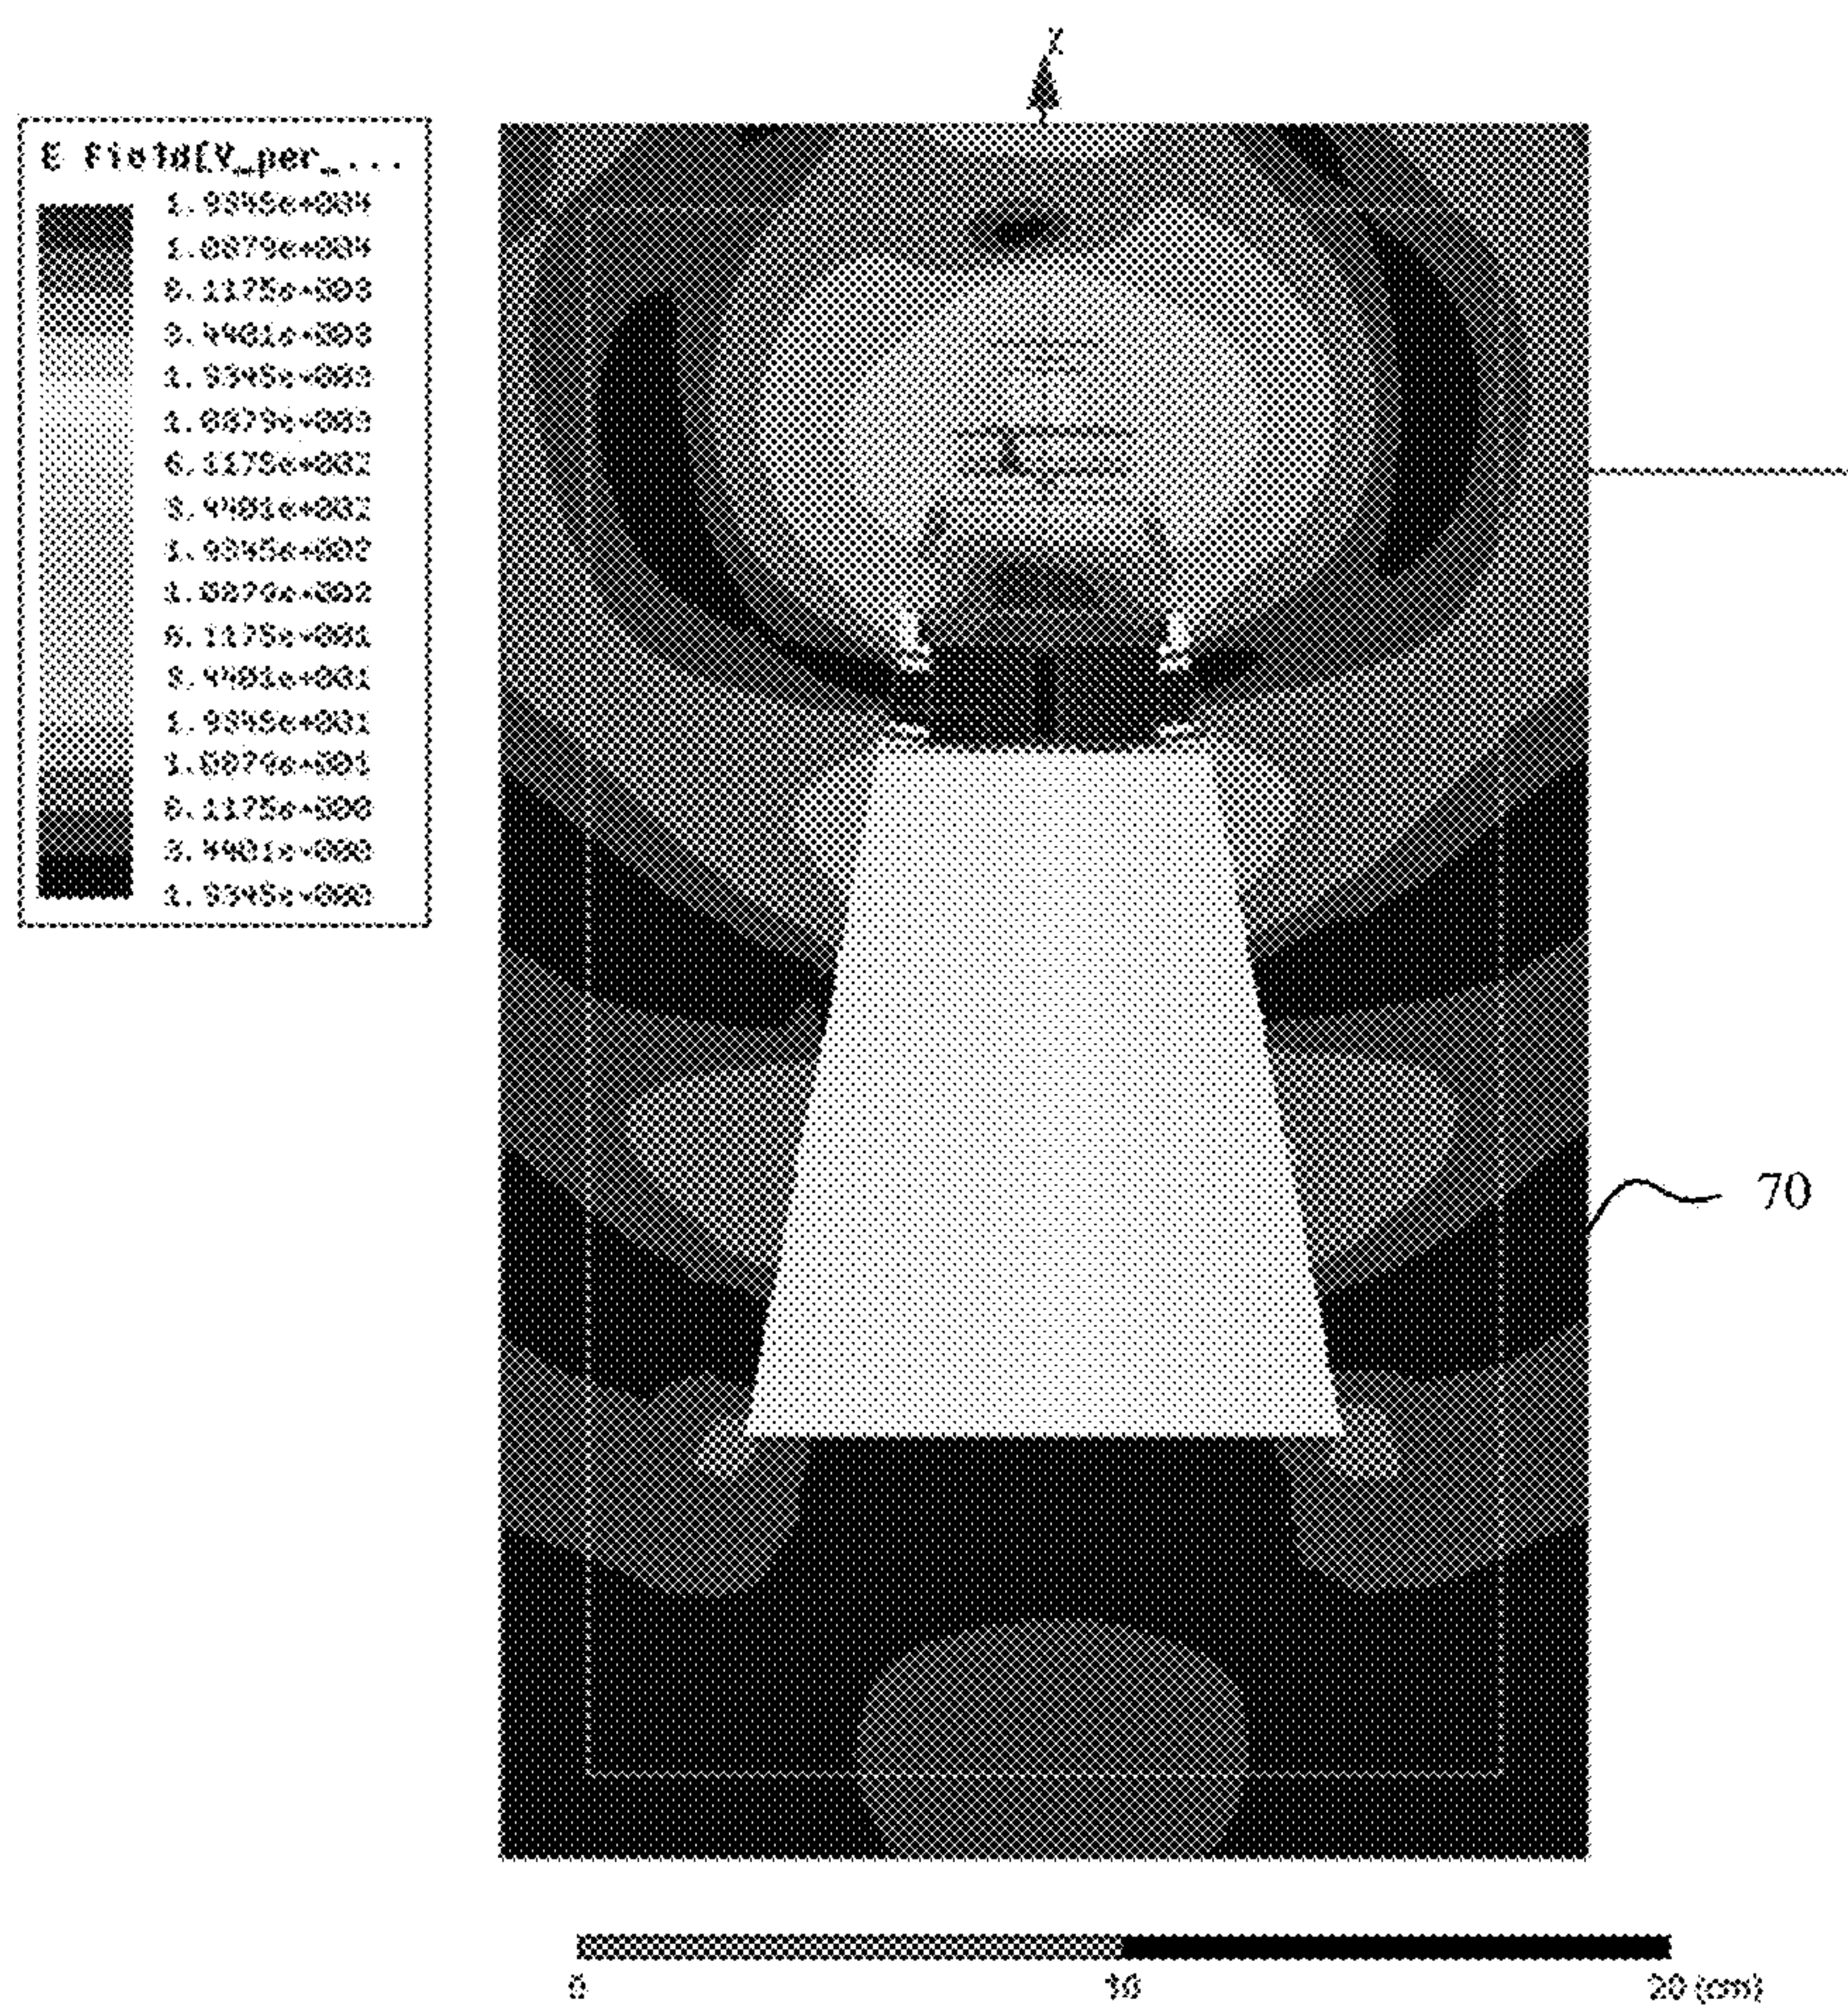 E Field[V_per_...
1.9345e+004
1.0879e+004
6.1175e+003
3.4401e+003
1.9345e+003
1.0879e+003
6.1175e+002
3.4401e+002
1.9345e+002
1.0879e+002
6.1175e+001
3.4401e+001
1.9345e+001
1.0879e+001
6.1175e+000
3.4401e+000
1.9345e+000
70
0 10 20 (cm)